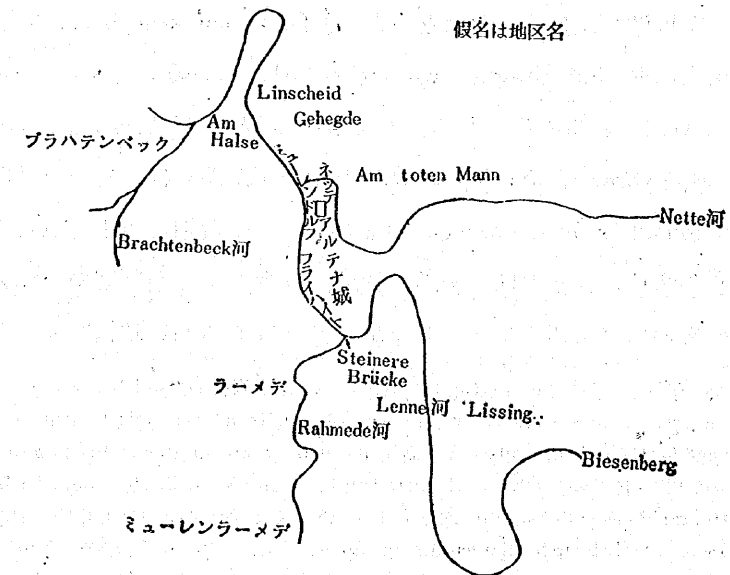 仮名は地区名
Linscheid
Gehegde
Am
Halse
ブラハテンベック
Am toten Mann
ネッテ
Nette河
Brachtenbeck河
アルテナ城
フライハイト
Steinere
Brücke
ラーメデ
Lenne河
Lissing
Rahmede河
Biesenberg
ミューレンラーメデ